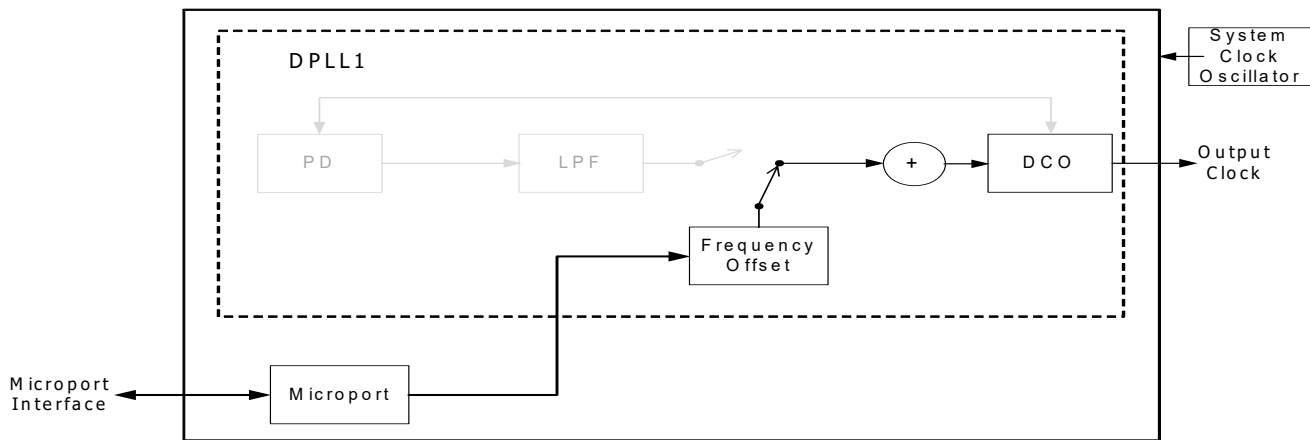 System
Clock
Oscillator
DPLL1
PD
LPF
+
DCO
Output
Clock
Frequency
Offset
Microport
Interface
Microport